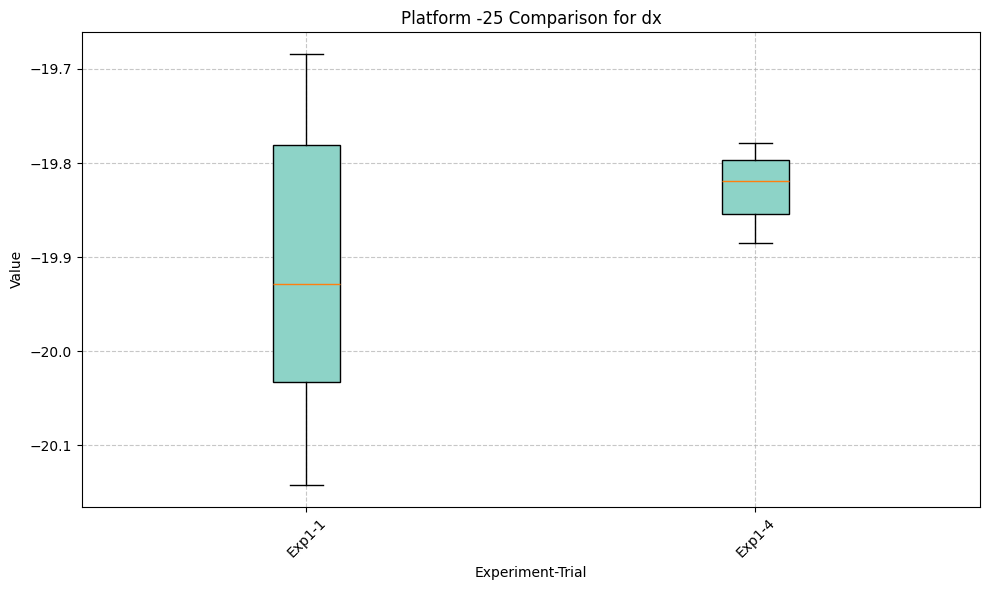 Platform -25 Comparison for dx
Value
−19.7
−19.8
−19.9
−20.0
−20.1
Exp1-1
Exp1-4
Experiment-Trial